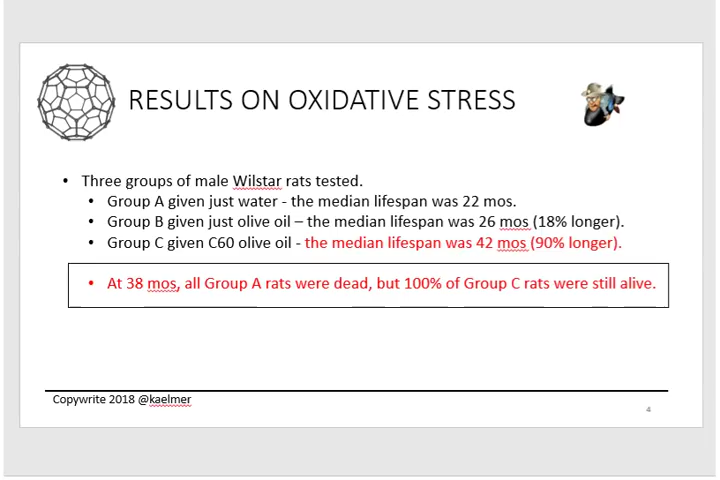 RESULTS ON OXIDATIVE STRESS
• Three groups of male Wilstar rats tested.
• Group A given just water - the median lifespan was 22 mos.
• Group B given just olive oil – the median lifespan was 26 mos (18% longer).
• Group C given C60 olive oil - the median lifespan was 42 mos (90% longer).
• At 38 mos, all Group A rats were dead, but 100% of Group C rats were still alive.
Copywrite 2018 @kaelmer
4